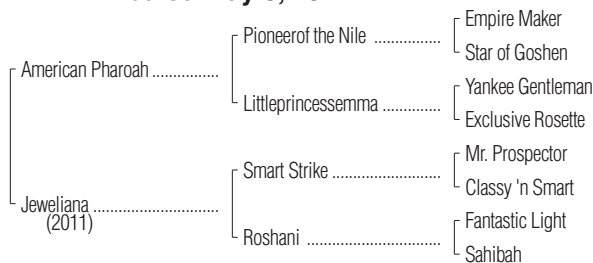 Empire Maker
Pioneerof the Nile ................
Star of Goshen
American Pharoah ................
Yankee Gentleman
Littleprincessemma ..............
Exclusive Rosette
Mr. Prospector
Smart Strike ..........................
Classy 'n Smart
Jeweliana ..............................
(2011)
Fantastic Light
Roshani ................................
Sahibah